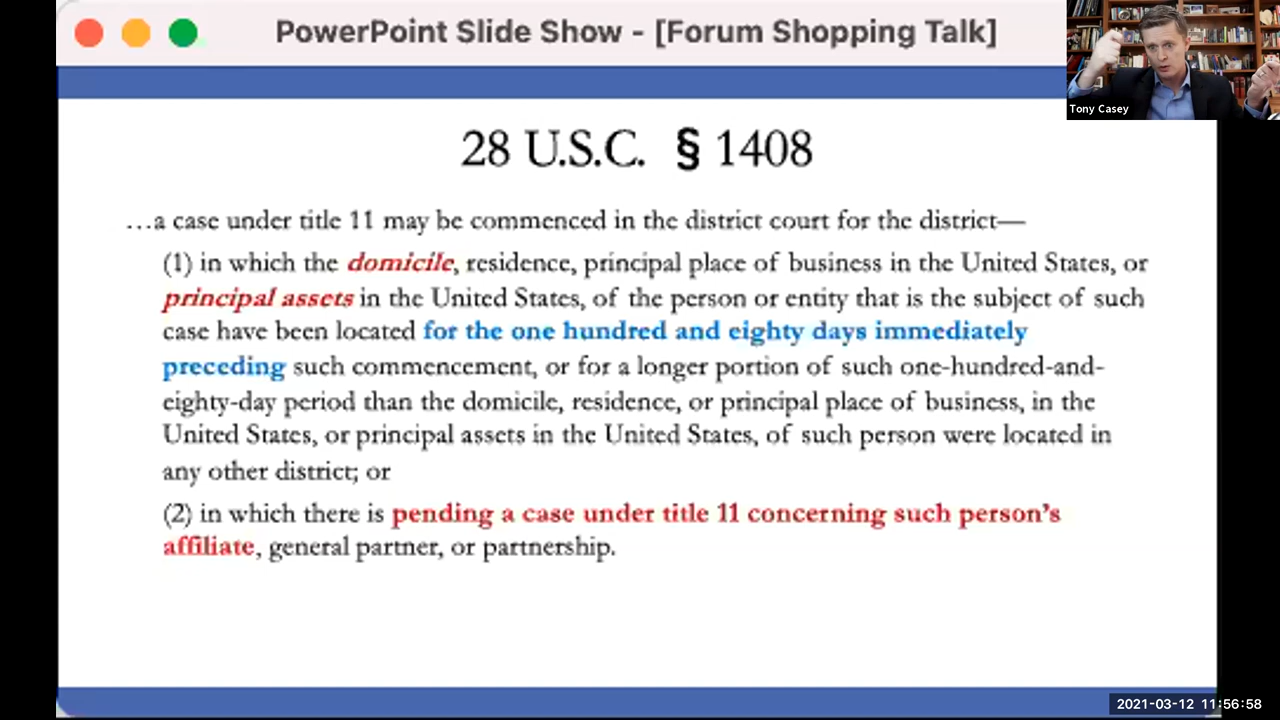 PowerPoint Slide Show - [Forum Shopping Talk]
Tony Casey
28 U.S.C. § 1408
…a case under title 11 may be commenced in the district court for the district—
(1) in which the domicile, residence, principal place of business in the United States, or
principal assets in the United States, of the person or entity that is the subject of such
case have been located for the one hundred and eighty days immediately
preceding such commencement, or for a longer portion of such one-hundred-and-
eighty-day period than the domicile, residence, or principal place of business, in the
United States, or principal assets in the United States, of such person were located in
any other district; or
(2) in which there is pending a case under title 11 concerning such person's
affiliate, general partner, or partnership.
2021-03-12 11:56:58